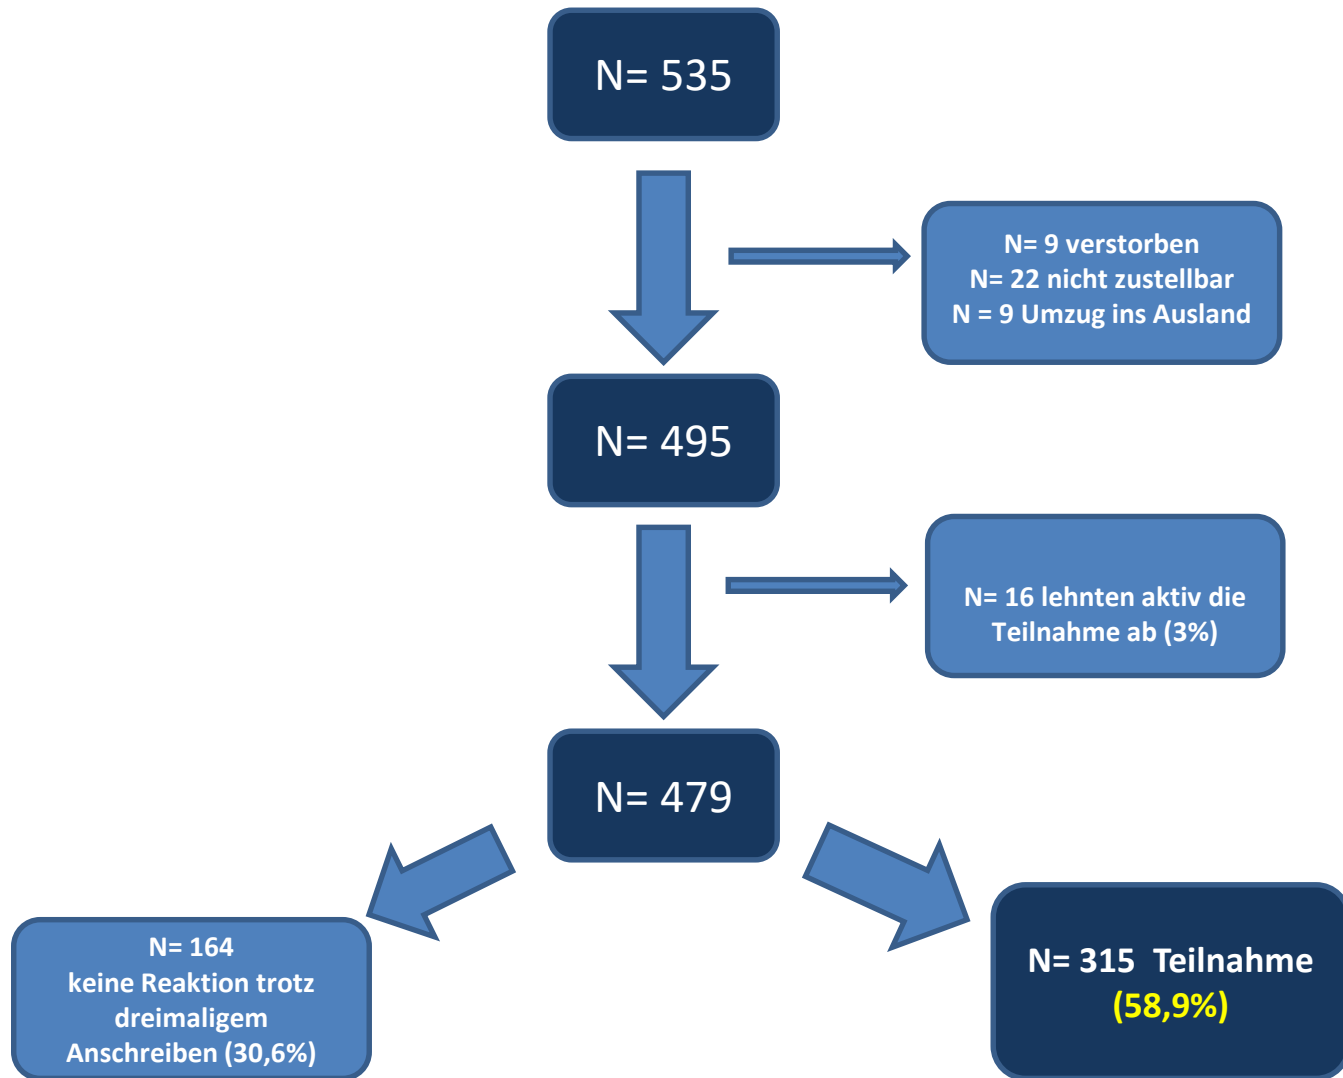 N= 535
N= 9 verstorben
N= 22 nicht zustellbar
N = 9 Umzug ins Ausland
N= 495
N= 16 lehnten aktiv die
Teilnahme ab (3%)
N= 479
N= 164
keine Reaktion trotz
dreimaligem
Anschreiben (30,6%)
N= 315  Teilnahme
(58,9%)